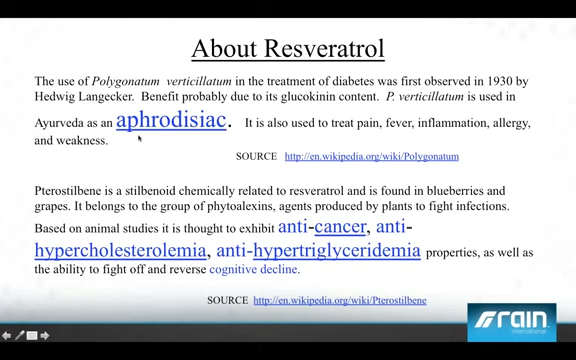 About Resveratrol
The use of Polygonatum verticillatum in the treatment of diabetes was first observed in 1930 by
Hedwig Langecker. Benefit probably due to its glucokinin content. P. verticillatum is used in
Ayurveda as an aphrodisiac. It is also used to treat pain, fever, inflammation, allergy,
and weakness.
SOURCE http://en.wikipedia.org/wiki/Polygonatum
Pterostilbene is a stilbenoid chemically related to resveratrol and is found in blueberries and
grapes. It belongs to the group of phytoalexins, agents produced by plants to fight infections.
Based on animal studies it is thought to exhibit anti-cancer, anti-
hypercholesterolemia, anti-hypertriglyceridemia properties, as well as
the ability to fight off and reverse cognitive decline.
SOURCE http://en.wikipedia.org/wiki/Pterostilbene
rain
international